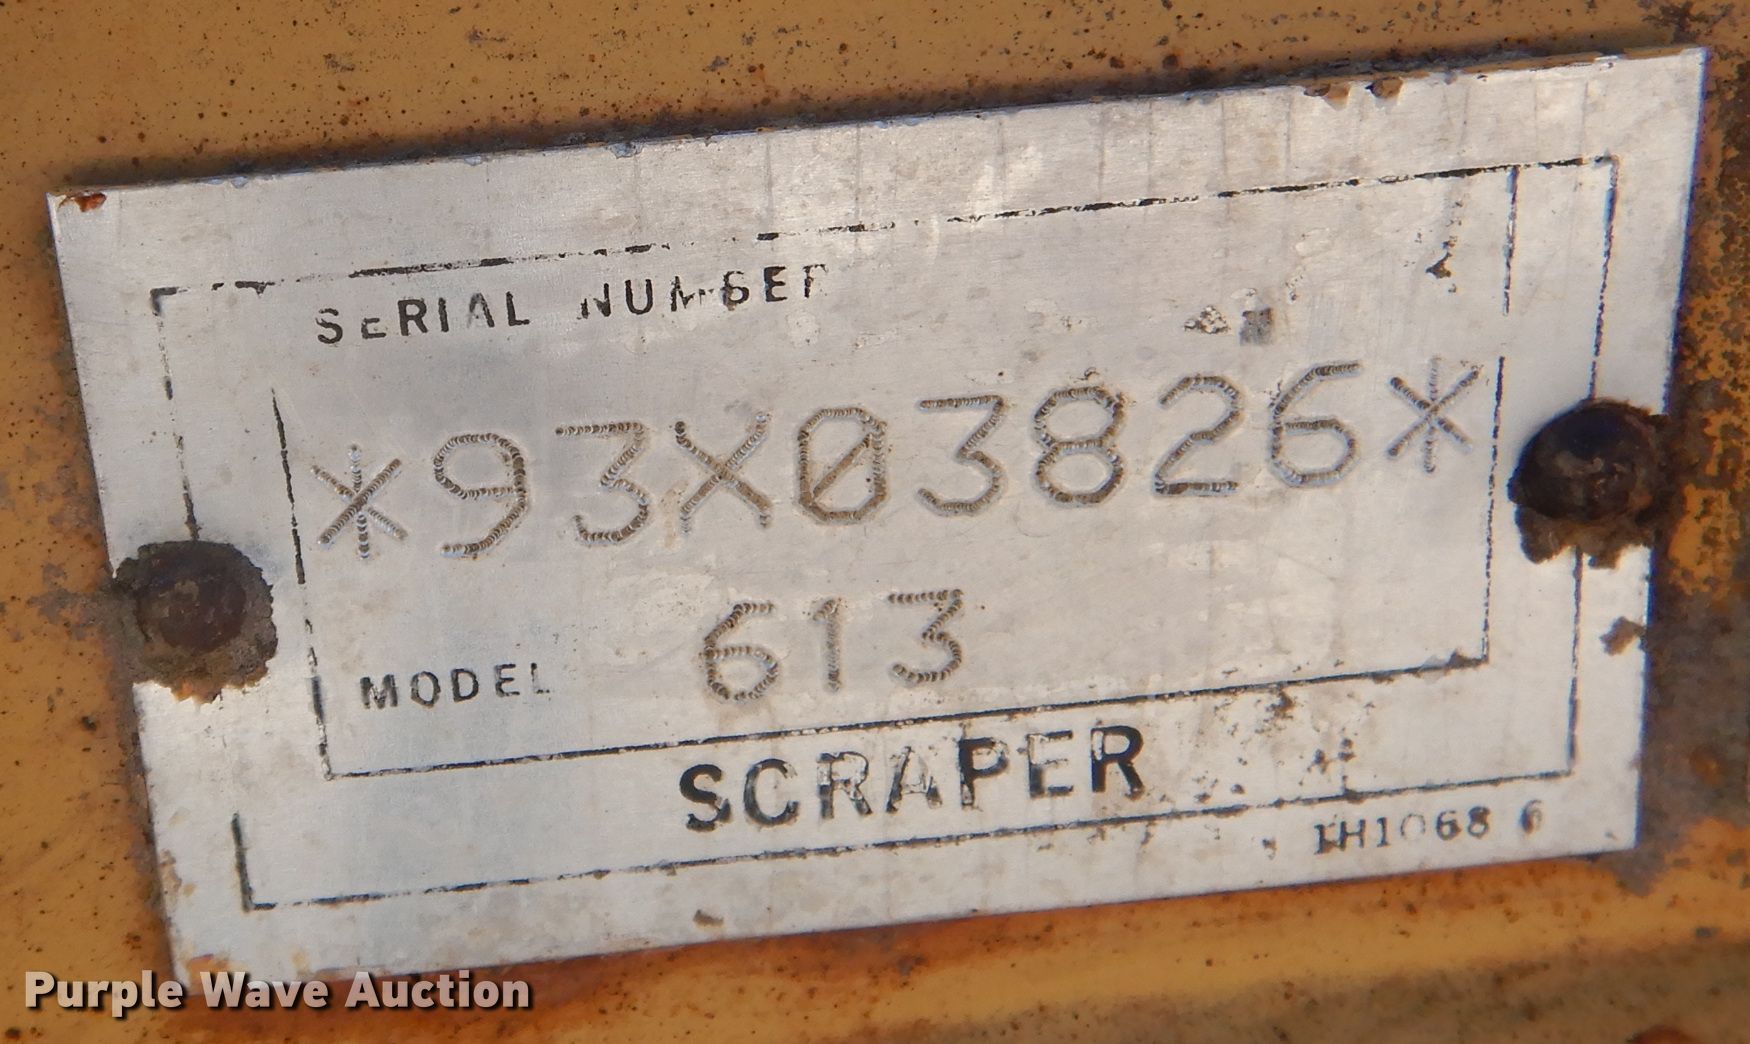 SERIAL NUMBER
*93X03826*
MODEL 613
SCRAPER
1H1068 6
Purple Wave Auction